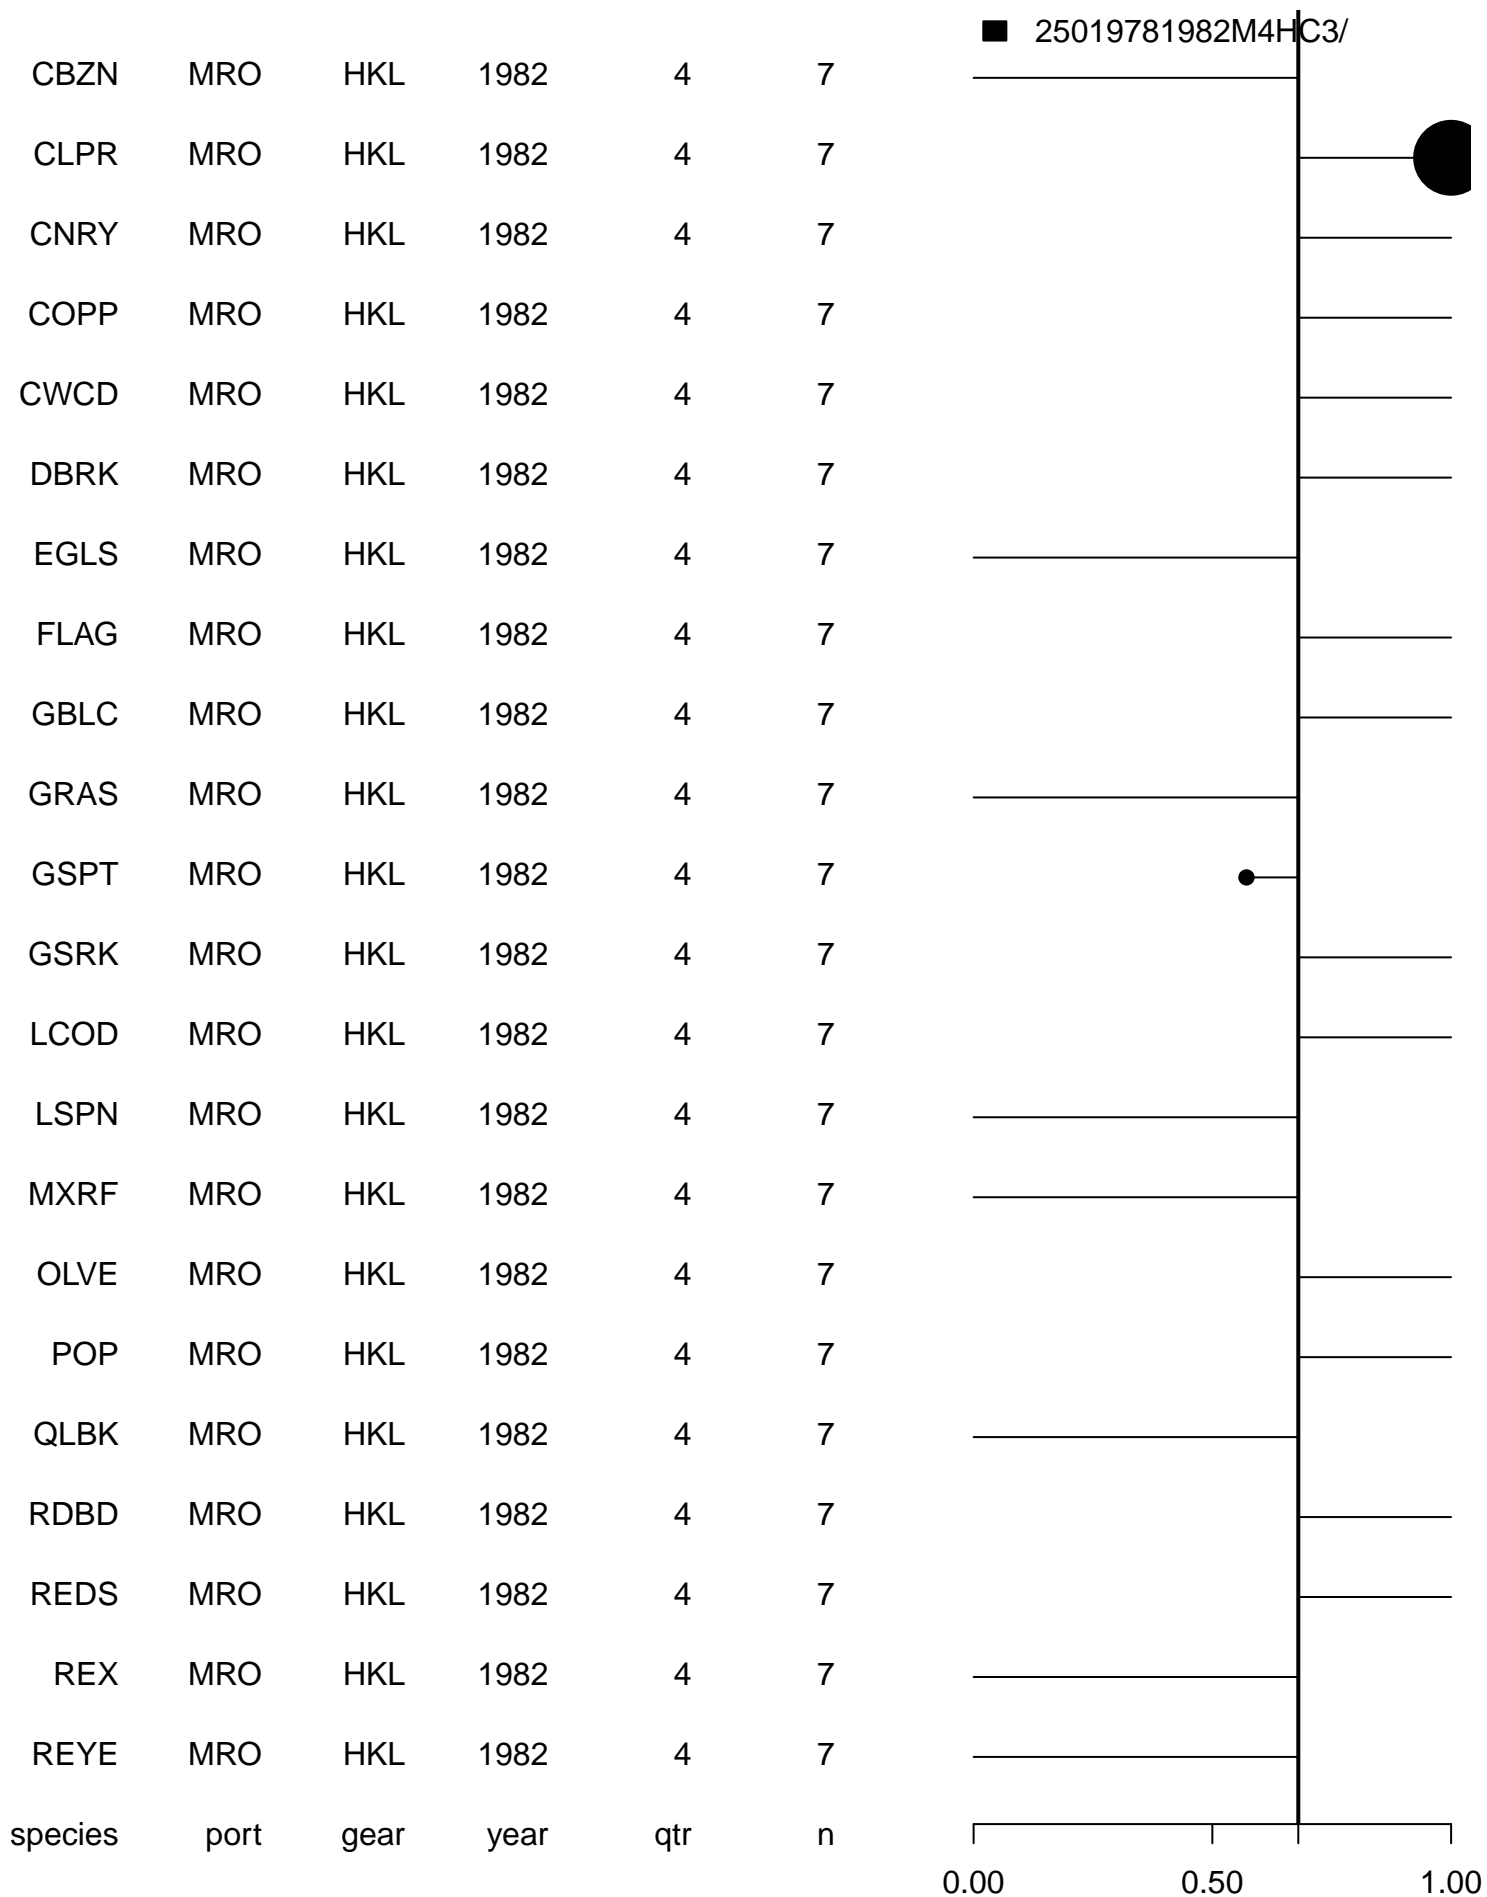 25019781982M4HC3/
CBZN MRO HKL 1982 4 7
CLPR MRO HKL 1982 4 7
CNRY MRO HKL 1982 4 7
COPP MRO HKL 1982 4 7
CWCD MRO HKL 1982 4 7
DBRK MRO HKL 1982 4 7
EGLS MRO HKL 1982 4 7
FLAG MRO HKL 1982 4 7
GBLC MRO HKL 1982 4 7
GRAS MRO HKL 1982 4 7
GSPT MRO HKL 1982 4 7
GSRK MRO HKL 1982 4 7
LCOD MRO HKL 1982 4 7
LSPN MRO HKL 1982 4 7
MXRF MRO HKL 1982 4 7
OLVE MRO HKL 1982 4 7
POP MRO HKL 1982 4 7
QLBK MRO HKL 1982 4 7
RDBD MRO HKL 1982 4 7
REDS MRO HKL 1982 4 7
REX MRO HKL 1982 4 7
REYE MRO HKL 1982 4 7
species port gear year qtr n
0.00 0.50 1.00